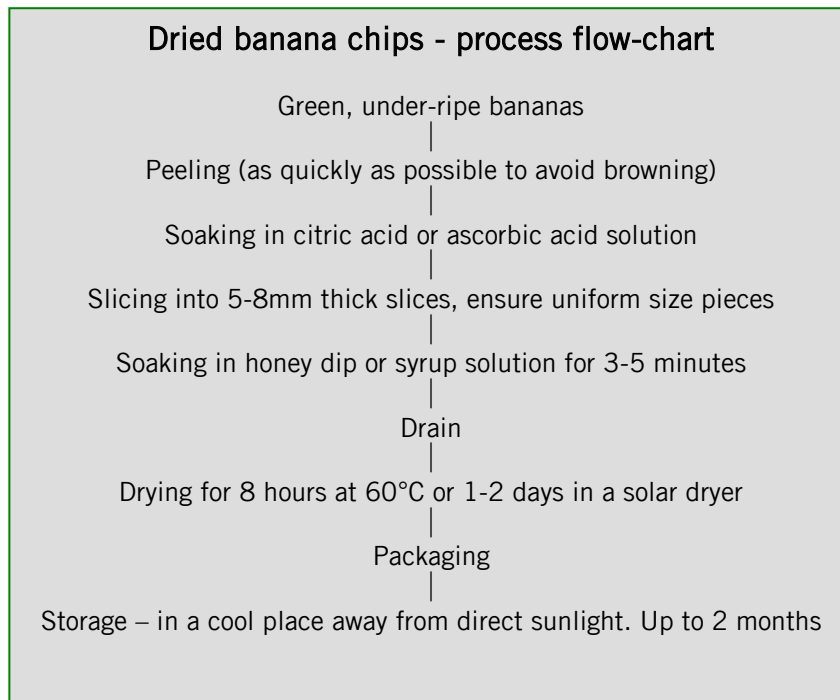 Dried banana chips - process flow-chart
Green, under-ripe bananas
Peeling (as quickly as possible to avoid browning)
Soaking in citric acid or ascorbic acid solution
Slicing into 5-8mm thick slices, ensure uniform size pieces
Soaking in honey dip or syrup solution for 3-5 minutes
Drain
Drying for 8 hours at 60°C or 1-2 days in a solar dryer
Packaging
Storage – in a cool place away from direct sunlight. Up to 2 months